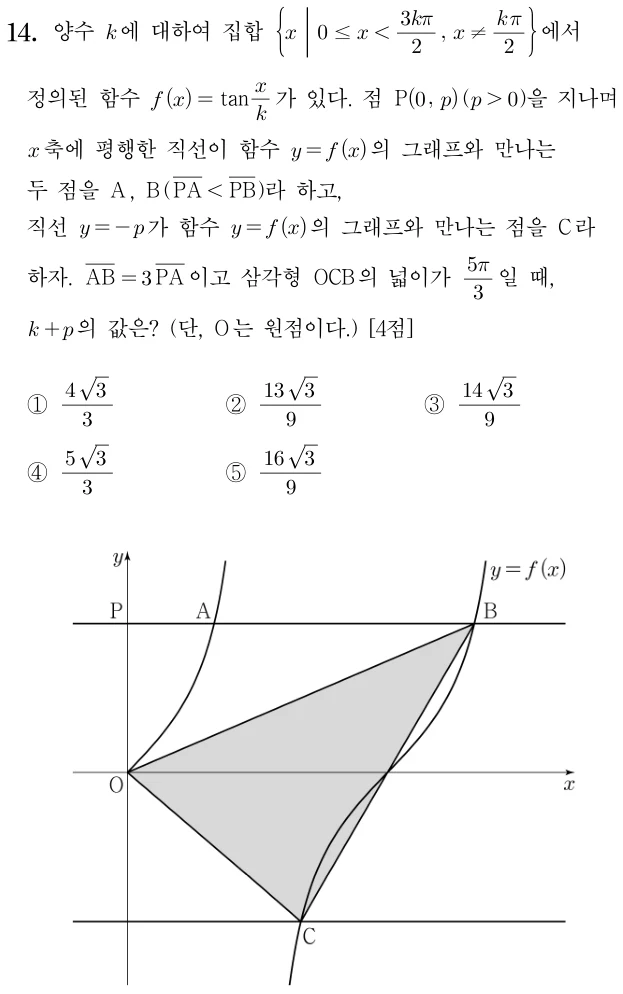 14. 양수 k에 대하여 집합 {x | 0 ≤ x < 3kπ/2, x ≠ kπ/2}에서
정의된 함수 f(x) = tan x/k 가 있다. 점 P(0, p)(p > 0)을 지나며
x축에 평행한 직선이 함수 y = f(x)의 그래프와 만나는
두 점을 A, B(P̅A̅ < P̅B̅)라 하고,
직선 y = −p가 함수 y = f(x)의 그래프와 만나는 점을 C라
하자. A̅B̅ = 3P̅A̅이고 삼각형 OCB의 넓이가 5π/3 일 때,
k + p의 값은? (단, O는 원점이다.) [4점]
① 4√3/3 ② 13√3/9 ③ 14√3/9
④ 5√3/3 ⑤ 16√3/9
y
y = f(x)
P A B
O x
C